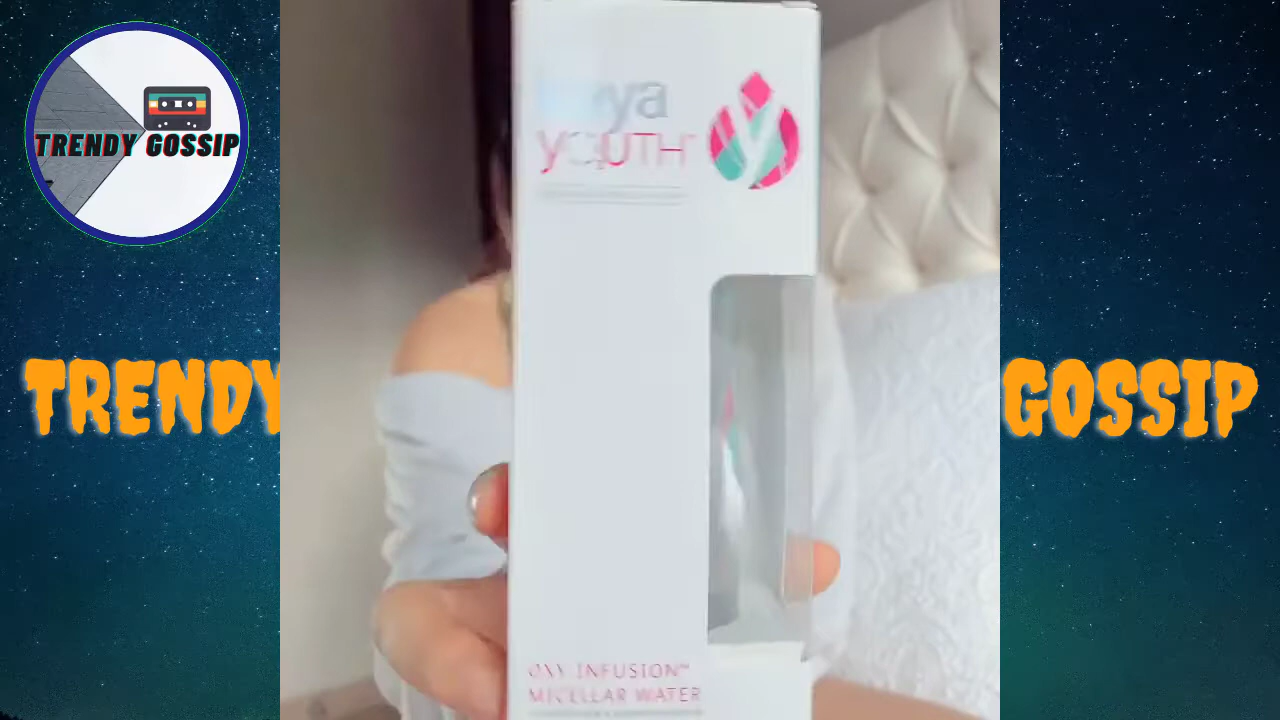 TRENDY GOSSIP
TRENDY
GOSSIP
ya
YOUTH
OXY INFUSION™
MICELLAR WATER